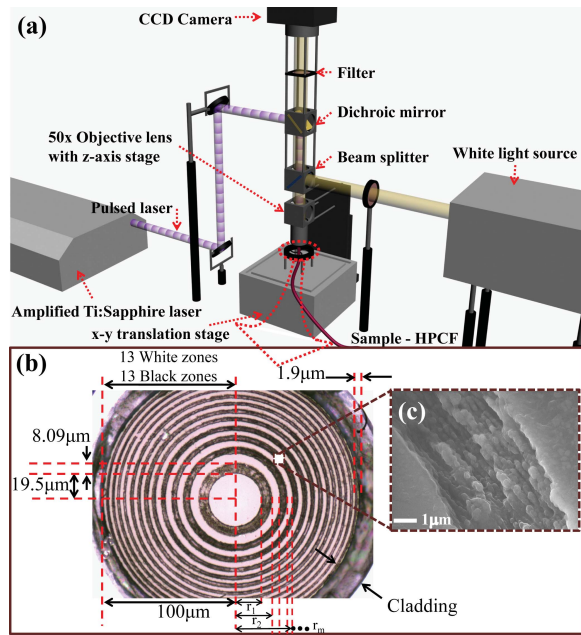 (a)
CCD Camera
Filter
Dichroic mirror
50x Objective lens
with z-axis stage
Beam splitter
White light source
Pulsed laser
Amplified Ti:Sapphire laser
x-y translation stage
Sample - HPCF
(b)
13 White zones
13 Black zones
1.9μm
(c)
8.09μm
19.5μm
1μm
100μm
r1
r2
rm
Cladding